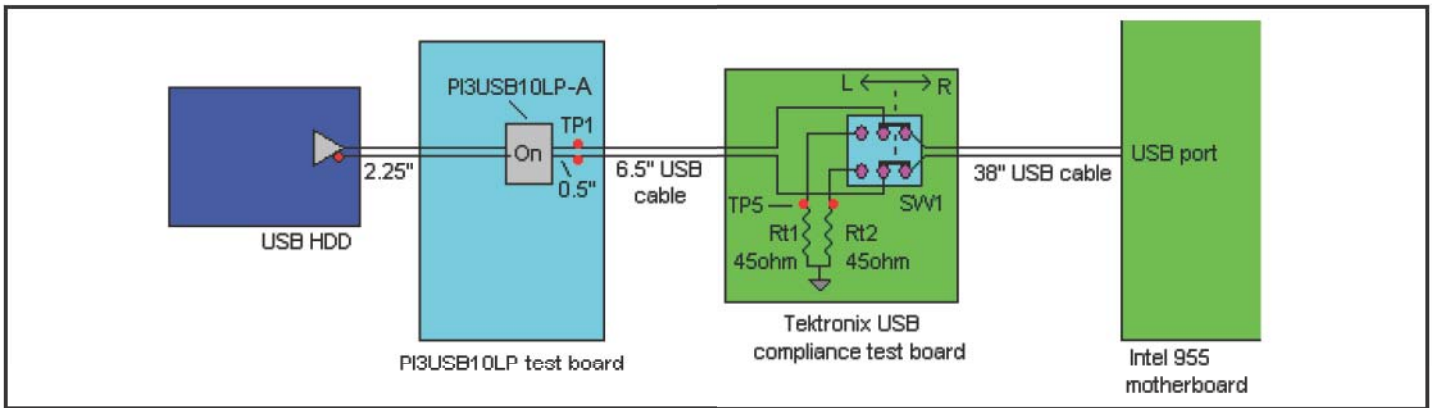 PI3USB10LP-A
TP1
On
2.25"
0.5"
6.5" USB
cable
USB HDD
PI3USB10LP test board
L
R
SW1
TP5
Rt1
45ohm
Rt2
45ohm
Tektronix USB
compliance test board
38" USB cable
USB port
Intel 955
motherboard